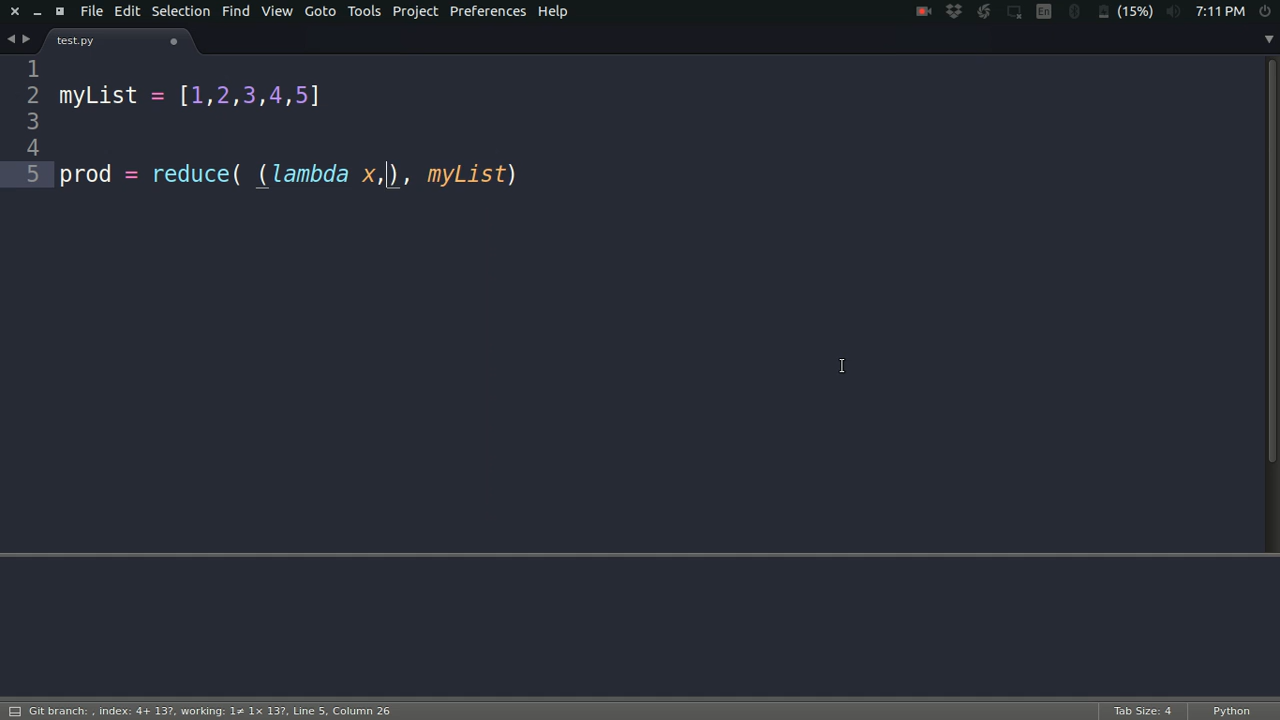 File Edit Selection Find View Goto Tools Project Preferences Help En (15%) 7:11 PM
test.py
1
2 myList = [1,2,3,4,5]
3
4
5 prod = reduce( (lambda x,), myList)
Git branch: , index: 4+ 13?, working: 1≠ 1× 13?, Line 5, Column 26 Tab Size: 4 Python